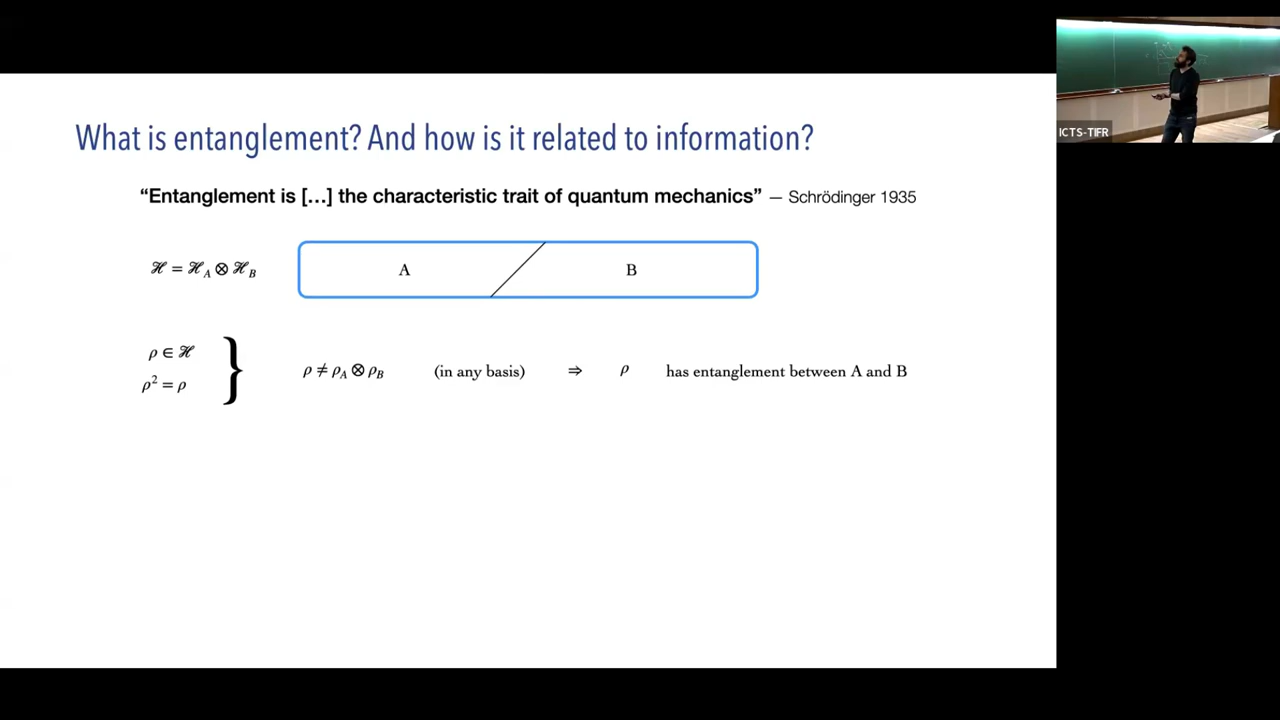 What is entanglement? And how is it related to information?
“Entanglement is […] the characteristic trait of quantum mechanics” — Schrödinger 1935
ℋ = ℋ_A ⊗ ℋ_B
A B
ρ ∈ ℋ
ρ² = ρ
ρ ≠ ρ_A ⊗ ρ_B (in any basis) ⇒ ρ has entanglement between A and B
ICTS-TIFR